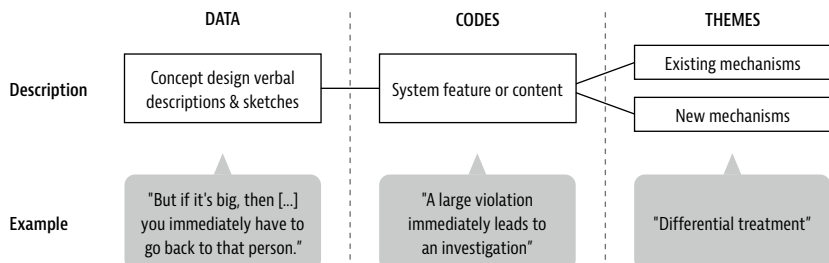 DATA
CODES
THEMES
Description
Concept design verbal
descriptions & sketches
System feature or content
Existing mechanisms
New mechanisms
Example
"But if it's big, then [...]
you immediately have to
go back to that person.”
"A large violation
immediately leads to
an investigation”
"Differential treatment”